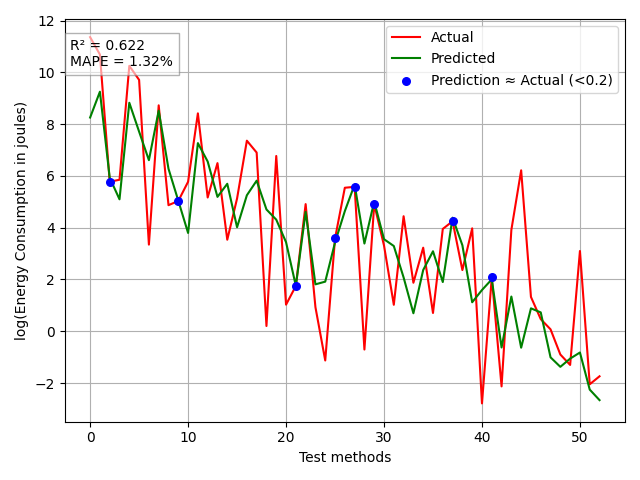 R² = 0.622
MAPE = 1.32%
Actual
Predicted
Prediction ≈ Actual (<0.2)
log(Energy Consumption in joules)
12
10
8
6
4
2
0
−2
0 10 20 30 40 50
Test methods